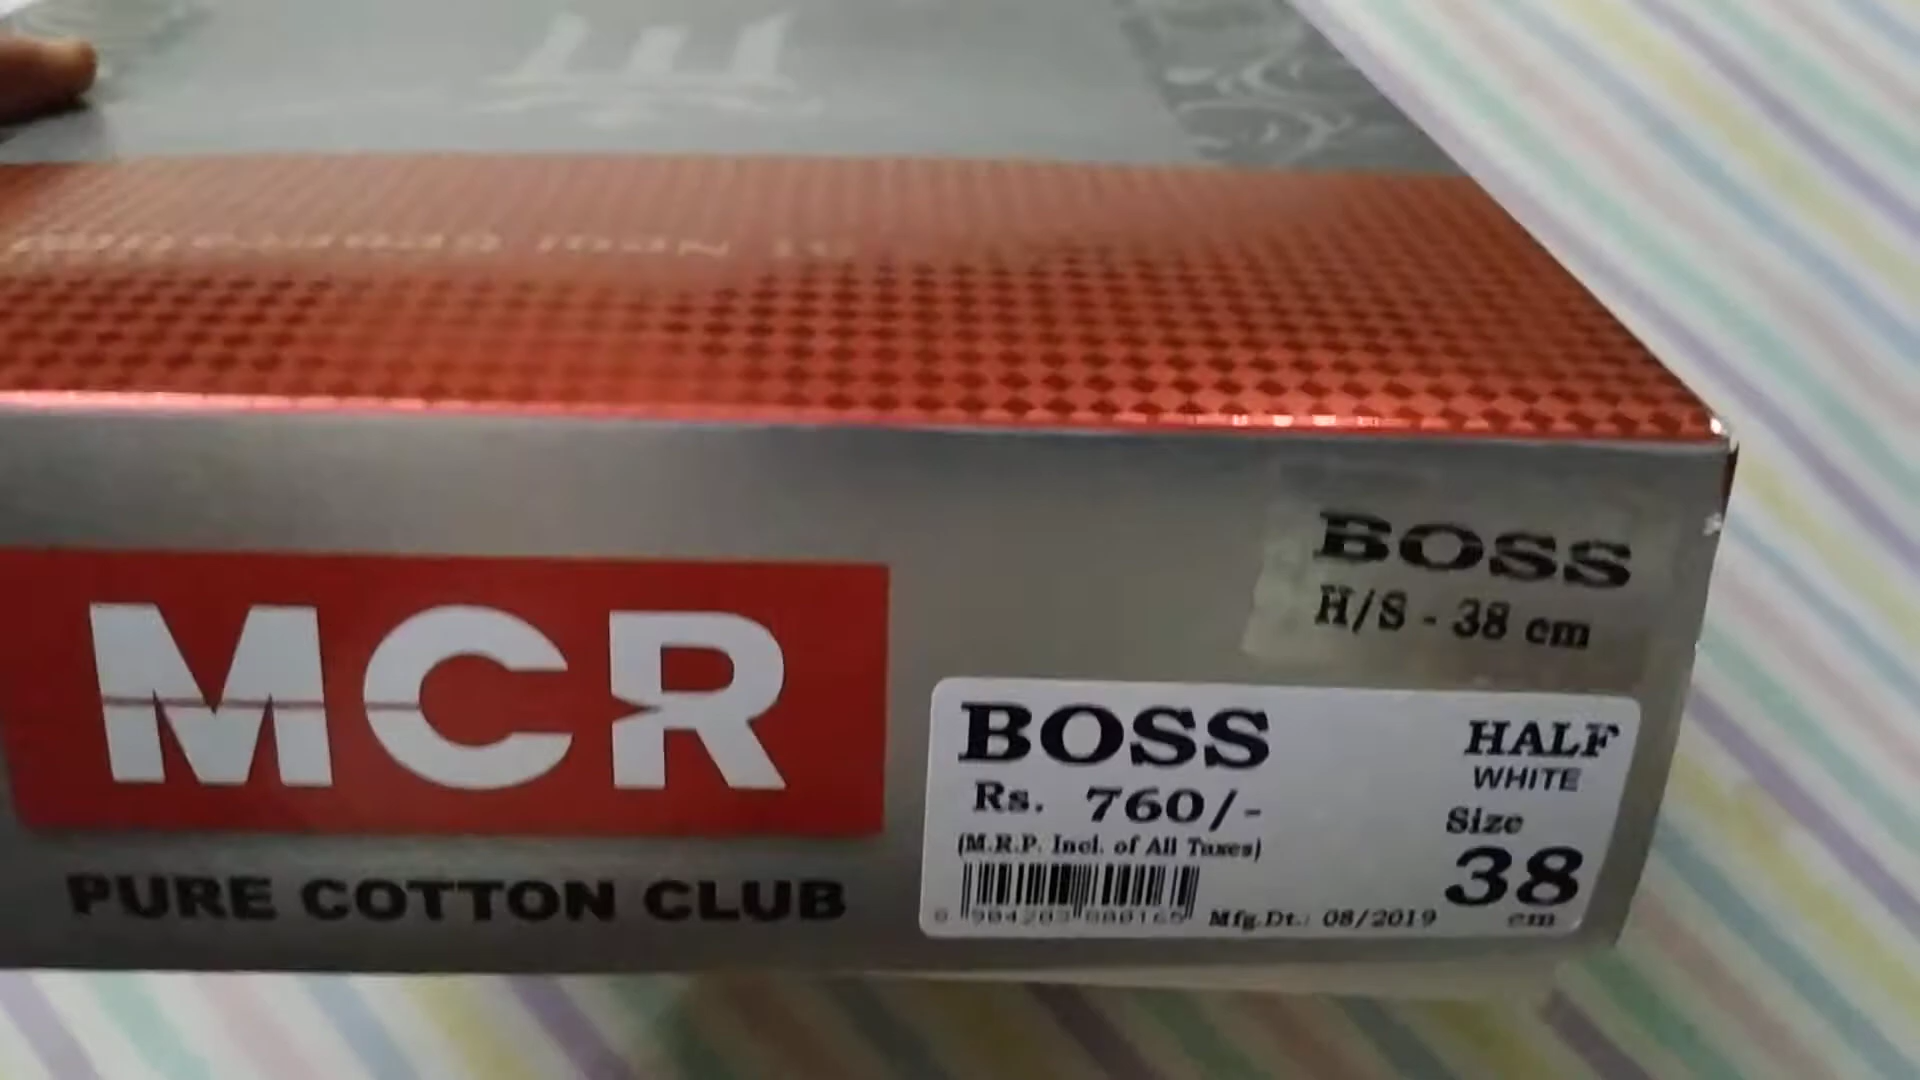 MCR
PURE COTTON CLUB
BOSS
H/S - 38 cm
BOSS
Rs. 760/-
(M.R.P. Incl. of All Taxes)
Mfg.Dt.: 08/2019
HALF
WHITE
Size
38
cm